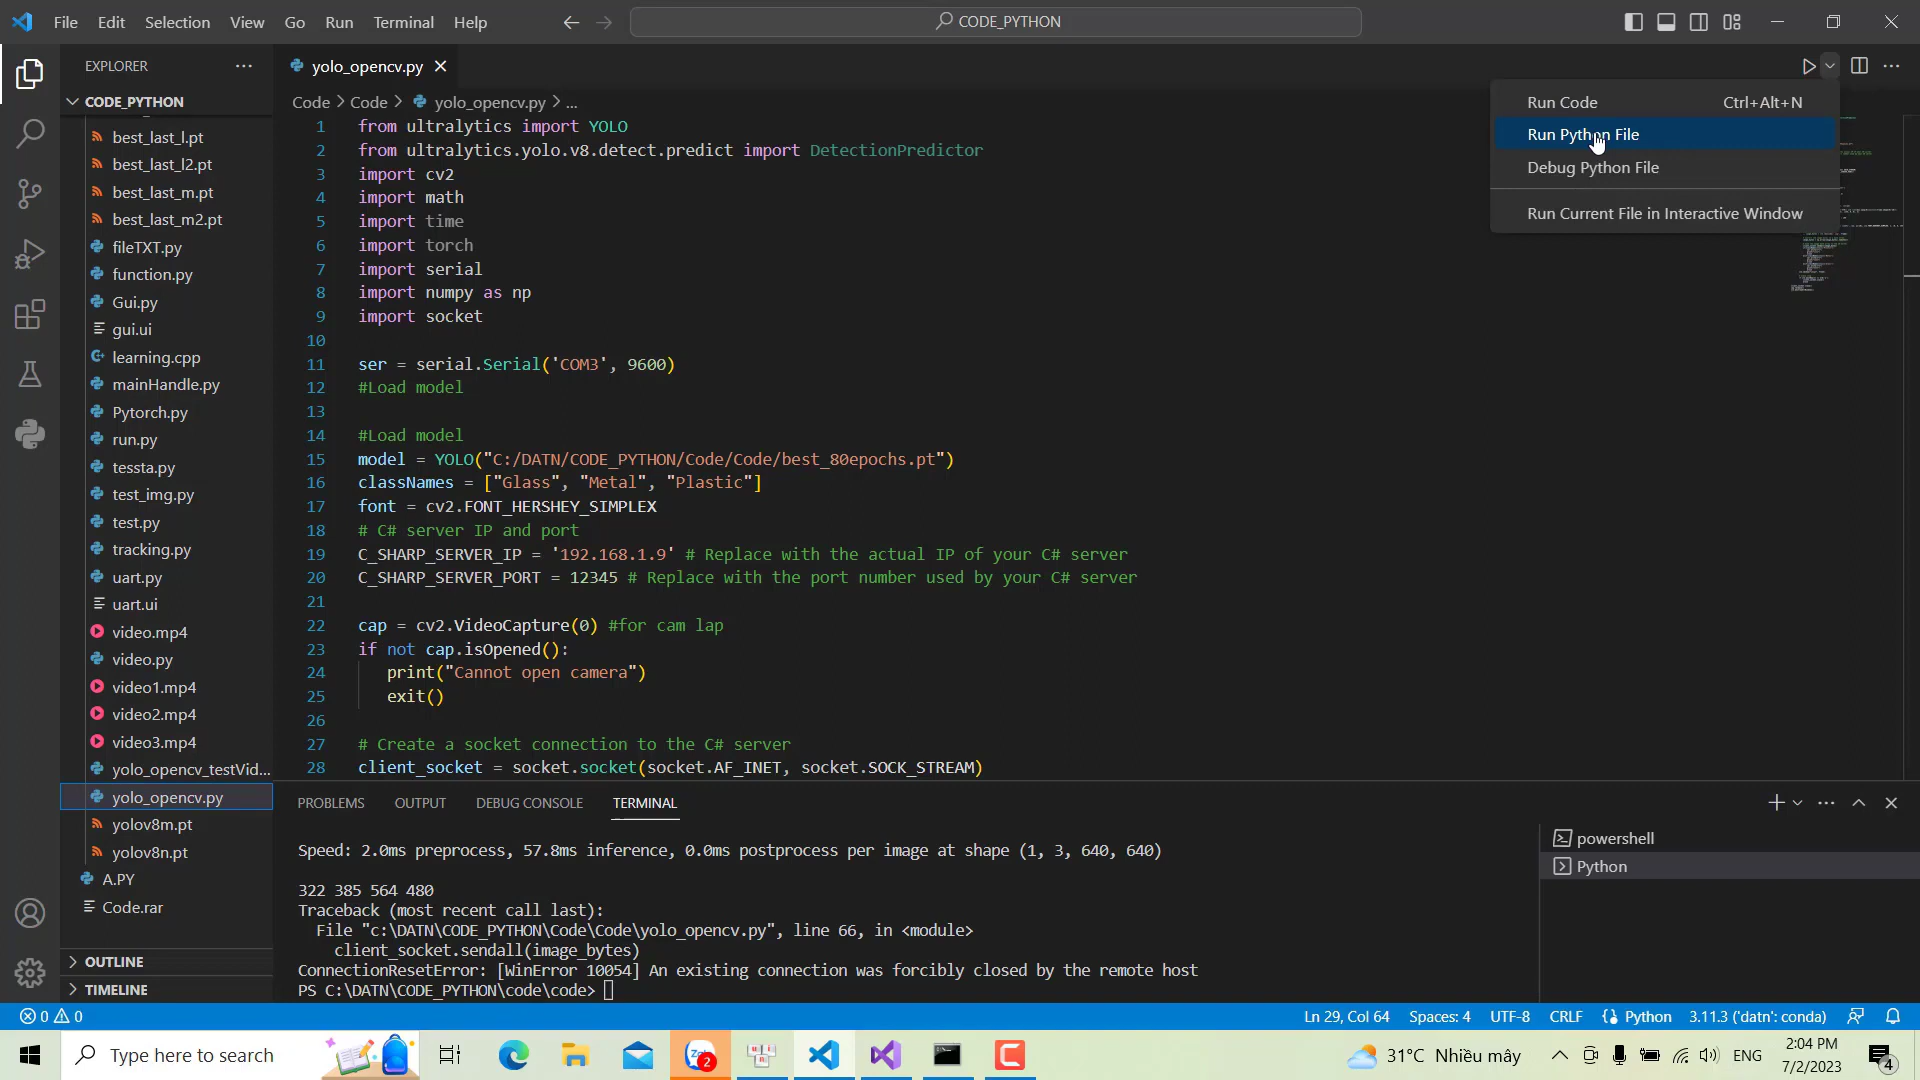 File Edit Selection View Go Run Terminal Help
CODE_PYTHON
EXPLORER
CODE_PYTHON
best_last_l.pt
best_last_l2.pt
best_last_m.pt
best_last_m2.pt
fileTXT.py
function.py
Gui.py
gui.ui
learning.cpp
mainHandle.py
Pytorch.py
run.py
tessta.py
test_img.py
test.py
tracking.py
uart.py
uart.ui
video.mp4
video.py
video1.mp4
video2.mp4
video3.mp4
yolo_opencv_testVid...
yolo_opencv.py
yolov8m.pt
yolov8n.pt
A.PY
Code.rar
OUTLINE
TIMELINE
yolo_opencv.py
Code > Code > yolo_opencv.py > ...
1 from ultralytics import YOLO
2 from ultralytics.yolo.v8.detect.predict import DetectionPredictor
3 import cv2
4 import math
5 import time
6 import torch
7 import serial
8 import numpy as np
9 import socket
10
11 ser = serial.Serial('COM3', 9600)
12 #Load model
13
14 #Load model
15 model = YOLO("C:/DATN/CODE_PYTHON/Code/Code/best_80epochs.pt")
16 classNames = ["Glass", "Metal", "Plastic"]
17 font = cv2.FONT_HERSHEY_SIMPLEX
18 # C# server IP and port
19 C_SHARP_SERVER_IP = '192.168.1.9' # Replace with the actual IP of your C# server
20 C_SHARP_SERVER_PORT = 12345 # Replace with the port number used by your C# server
21
22 cap = cv2.VideoCapture(0) #for cam lap
23 if not cap.isOpened():
24 print("Cannot open camera")
25 exit()
26
27 # Create a socket connection to the C# server
28 client_socket = socket.socket(socket.AF_INET, socket.SOCK_STREAM)
Run Code Ctrl+Alt+N
Run Python File
Debug Python File
Run Current File in Interactive Window
PROBLEMS OUTPUT DEBUG CONSOLE TERMINAL
Speed: 2.0ms preprocess, 57.8ms inference, 0.0ms postprocess per image at shape (1, 3, 640, 640)
322 385 564 480
Traceback (most recent call last):
File "c:\DATN\CODE_PYTHON\Code\Code\yolo_opencv.py", line 66, in <module>
client_socket.sendall(image_bytes)
ConnectionResetError: [WinError 10054] An existing connection was forcibly closed by the remote host
PS C:\DATN\CODE_PYTHON\code\code>
powershell
Python
0 0
Ln 29, Col 64 Spaces: 4 UTF-8 CRLF Python 3.11.3 ('datn': conda)
Type here to search
2
31°C Nhiều mây
ENG
2:04 PM
7/2/2023
4